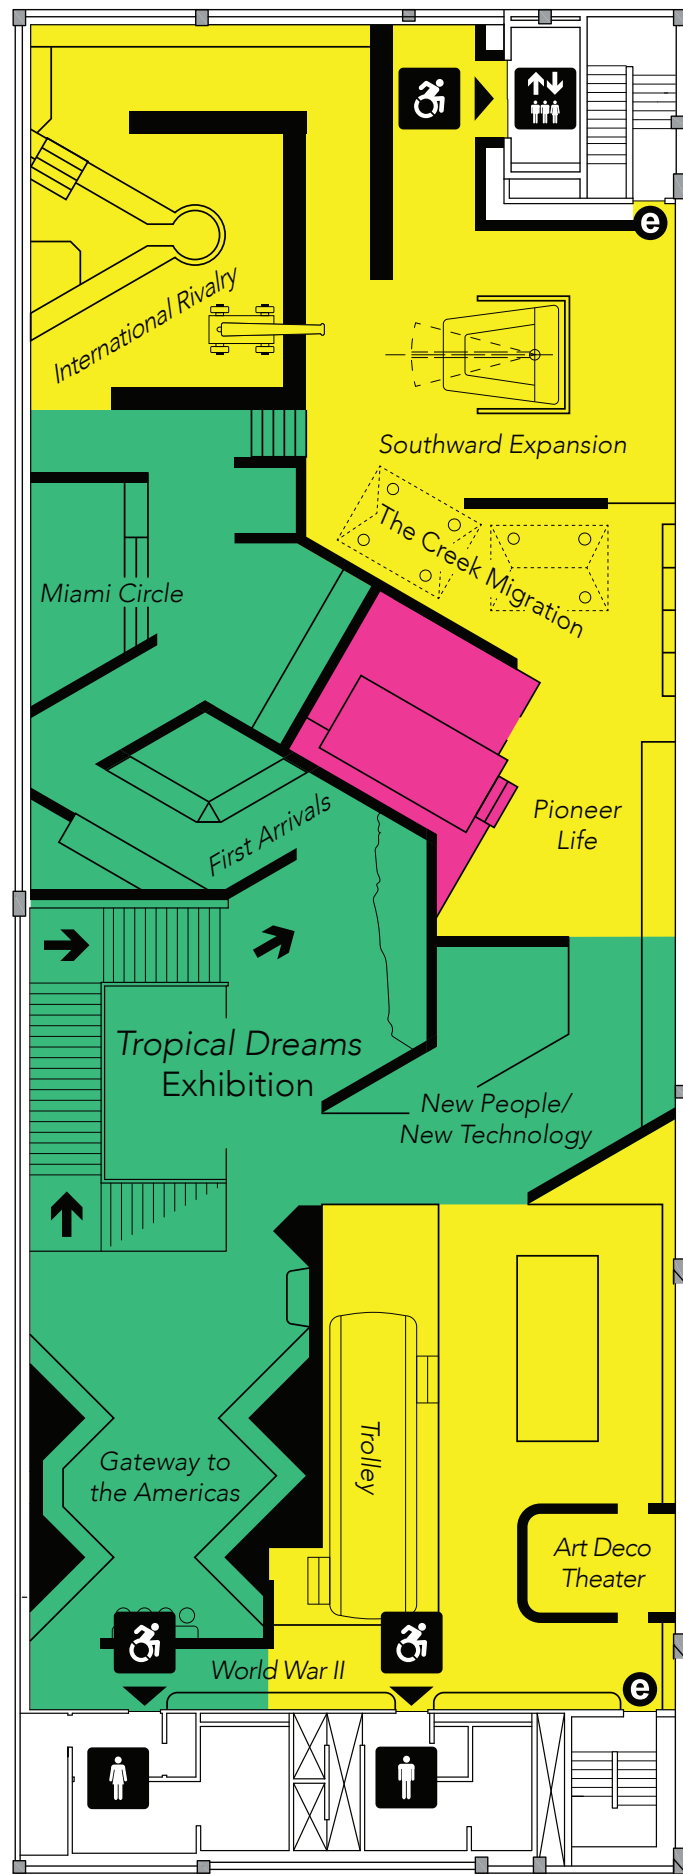 e
International Rivalry
Southward Expansion
The Creek Migration
Miami Circle
Pioneer
Life
First Arrivals
Tropical Dreams
Exhibition
New People/
New Technology
Trolley
Gateway to
the Americas
Art Deco
Theater
World War II
e